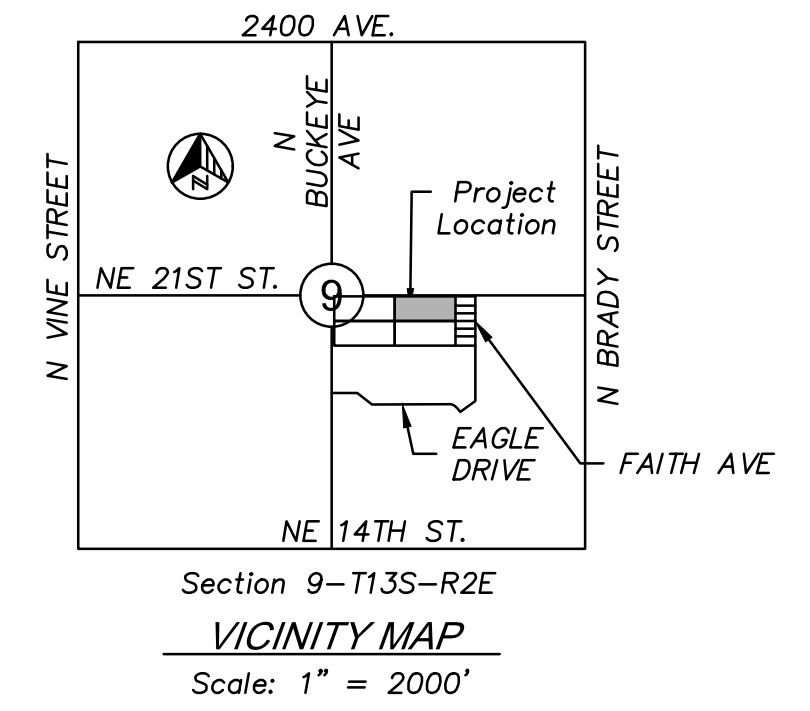 2400 AVE.
N
BUCKEYE
AVE
N
N VINE STREET
Project
Location
N BRADY STREET
NE 21ST ST.
9
EAGLE
DRIVE
FAITH AVE
NE 14TH ST.
Section 9-T13S-R2E
VICINITY MAP
Scale: 1" = 2000'